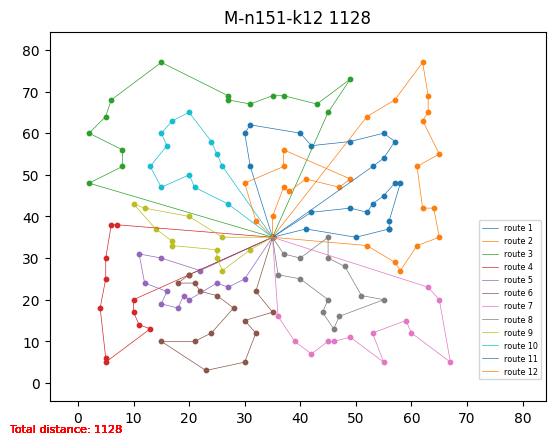 M-n151-k12 1128
80
70
60
50
40
30
20
10
0
route 1
route 2
route 3
route 4
route 5
route 6
route 7
route 8
route 9
route 10
route 11
route 12
0 10 20 30 40 50 60 70 80
Total distance: 1128